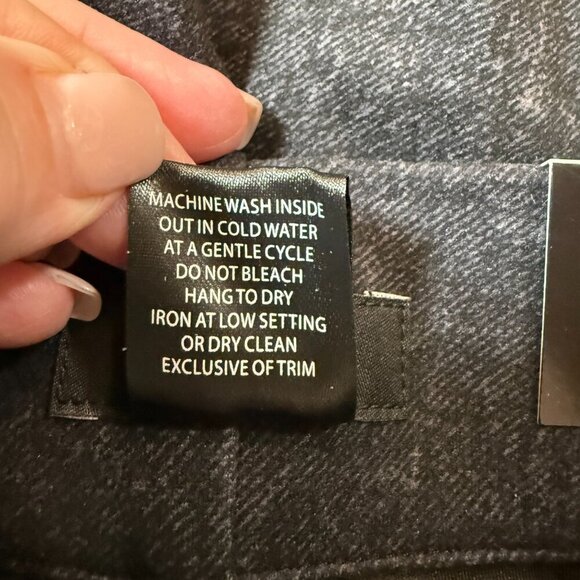 MACHINE WASH INSIDE
OUT IN COLD WATER
AT A GENTLE CYCLE
DO NOT BLEACH
HANG TO DRY
IRON AT LOW SETTING
OR DRY CLEAN
EXCLUSIVE OF TRIM